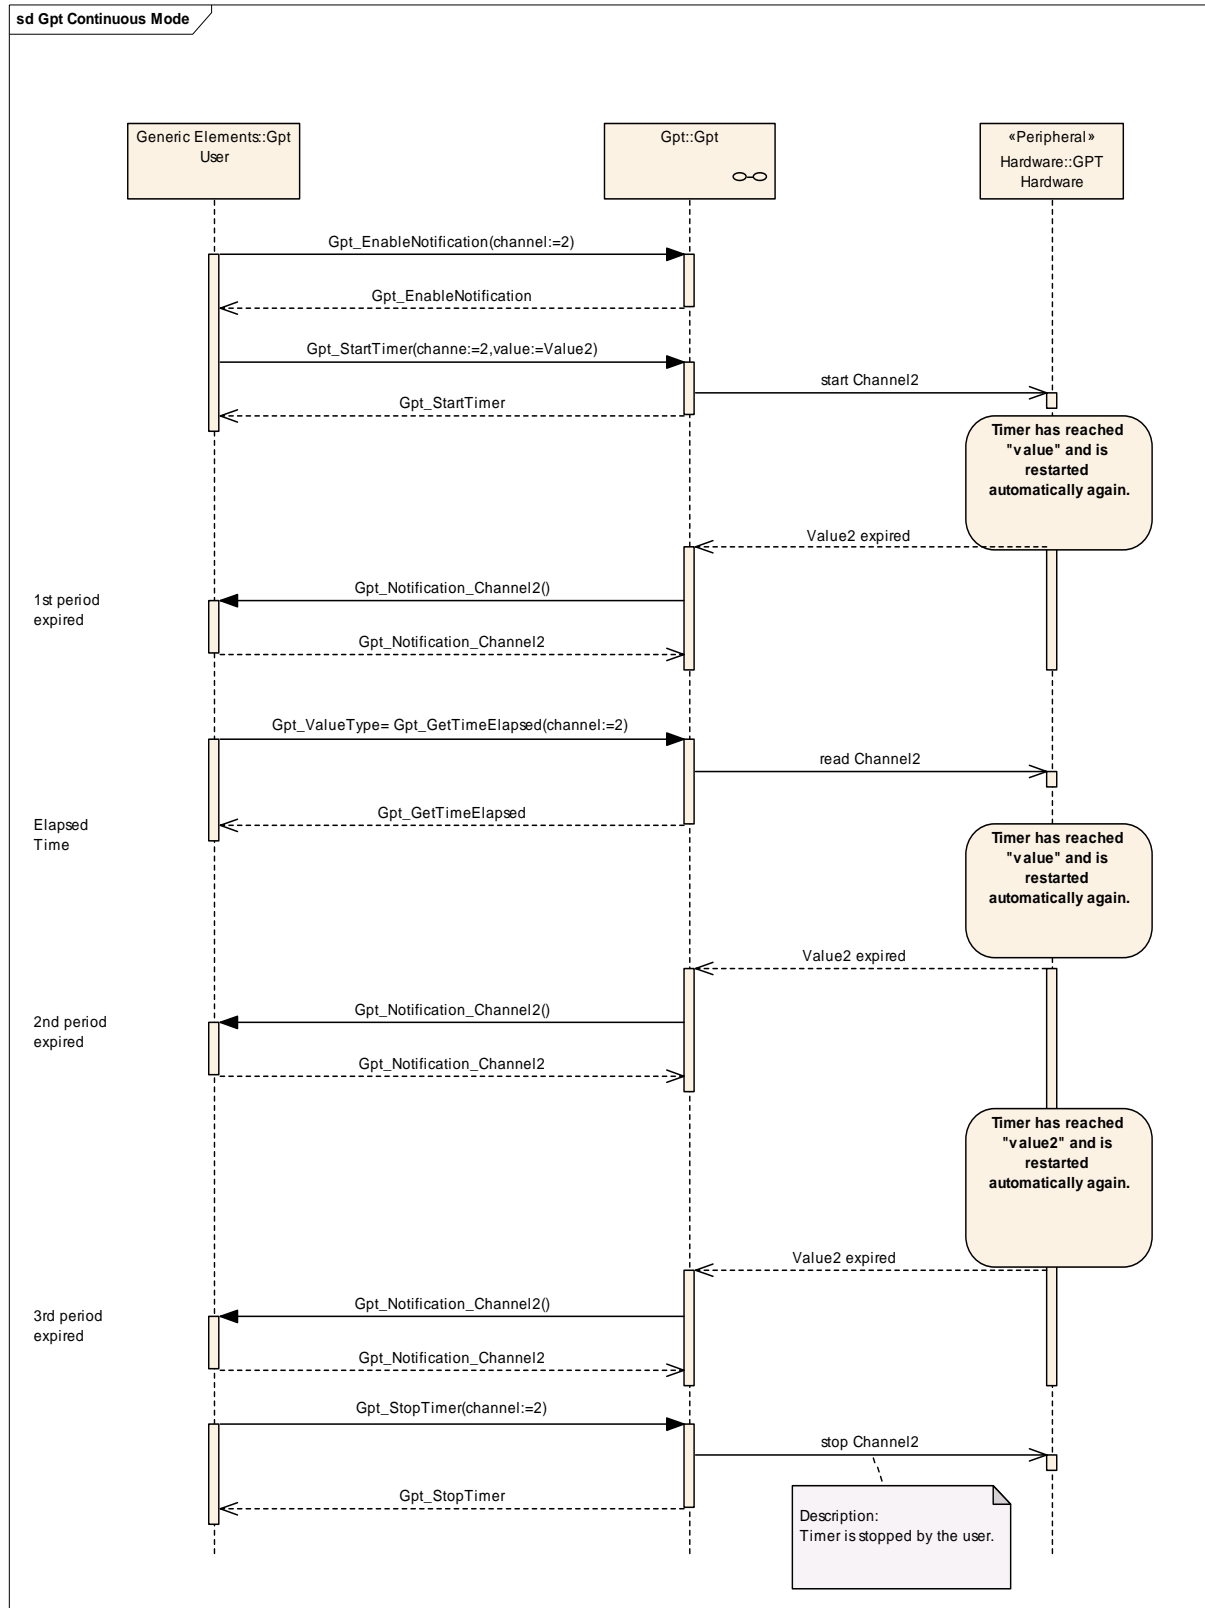 sd Gpt Continuous Mode
Generic Elements::Gpt
User
Gpt::Gpt
«Peripheral»
Hardware::GPT
Hardware
Gpt_EnableNotification(channel:=2)
Gpt_EnableNotification
Gpt_StartTimer(channe:=2,value:=Value2)
start Channel2
Gpt_StartTimer
Timer has reached
"value" and is
restarted
automatically again.
Value2 expired
Gpt_Notification_Channel2()
1st period
expired
Gpt_Notification_Channel2
Gpt_ValueType= Gpt_GetTimeElapsed(channel:=2)
read Channel2
Gpt_GetTimeElapsed
Elapsed
Time
Timer has reached
"value" and is
restarted
automatically again.
Value2 expired
Gpt_Notification_Channel2()
2nd period
expired
Gpt_Notification_Channel2
Timer has reached
"value2" and is
restarted
automatically again.
Value2 expired
Gpt_Notification_Channel2()
3rd period
expired
Gpt_Notification_Channel2
Gpt_StopTimer(channel:=2)
stop Channel2
Gpt_StopTimer
Description:
Timer is stopped by the user.